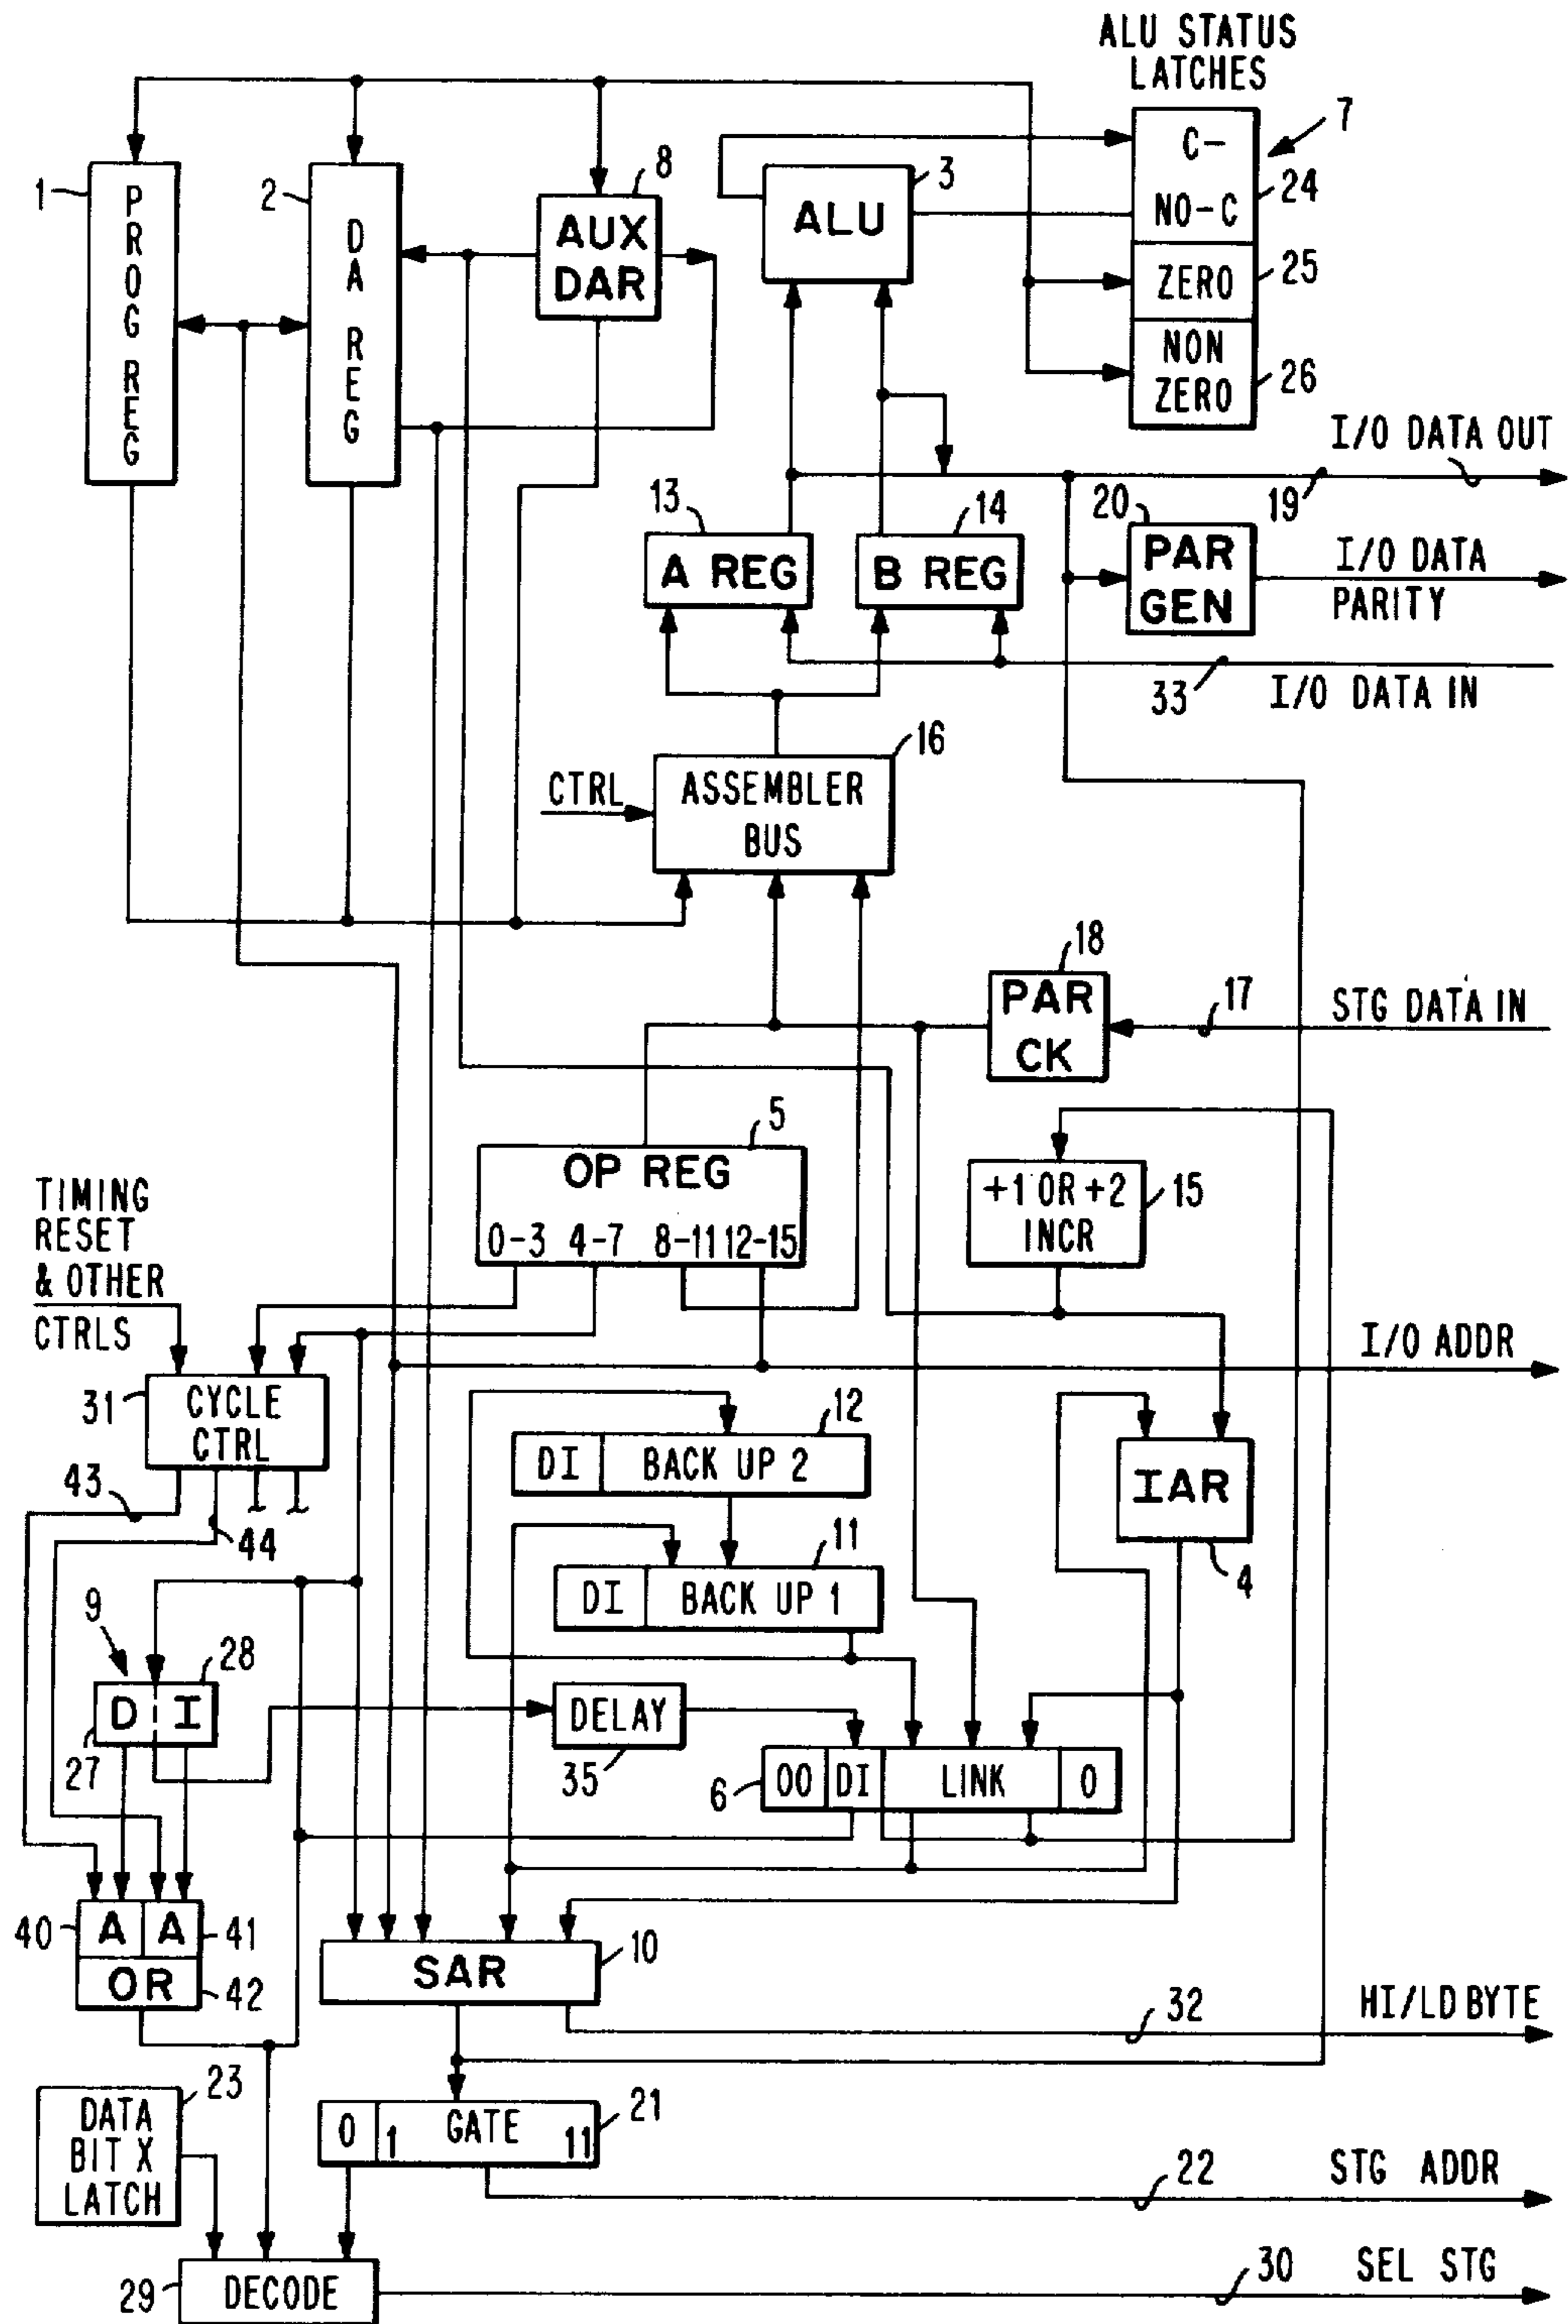 ALU STATUS
LATCHES
7
C-
NO-C
24
ZERO
25
NON
ZERO
26
1
PROG REG
2
DA REG
8
AUX
DAR
3
ALU
I/O DATA OUT
19
13
A REG
14
B REG
20
PAR
GEN
I/O DATA
PARITY
33
I/O DATA IN
16
CTRL
ASSEMBLER
BUS
18
PAR
CK
17
STG DATA IN
5
OP REG
0-3 4-7 8-11 12-15
+1 OR +2
INCR
15
TIMING
RESET
& OTHER
CTRLS
I/O ADDR
31
CYCLE
CTRL
12
DI BACK UP 2
IAR
4
43
44
11
DI BACK UP 1
9
28
D I
27
DELAY
35
6
00 DI LINK 0
40
A A
41
OR
42
SAR
10
32
HI/LD BYTE
23
DATA
BIT X
LATCH
0 1 GATE 11
21
22
STG ADDR
29
DECODE
30
SEL STG